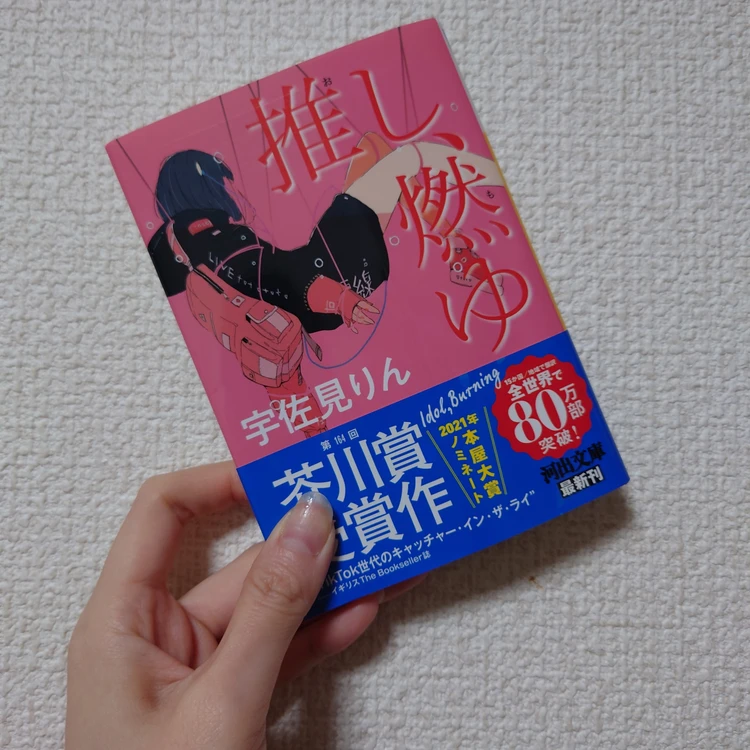 推し、
お
燃ゆ
も
LIVE
宇佐見りん
Idol, Burning
第164回
芥川賞
受賞作
2021年
本屋大賞
ノミネート
全世界で
80万部
突破!
河出文庫
最新刊
TikTok世代のキャッチャー・イン・ザ・ライ"
イギリスThe Bookseller誌